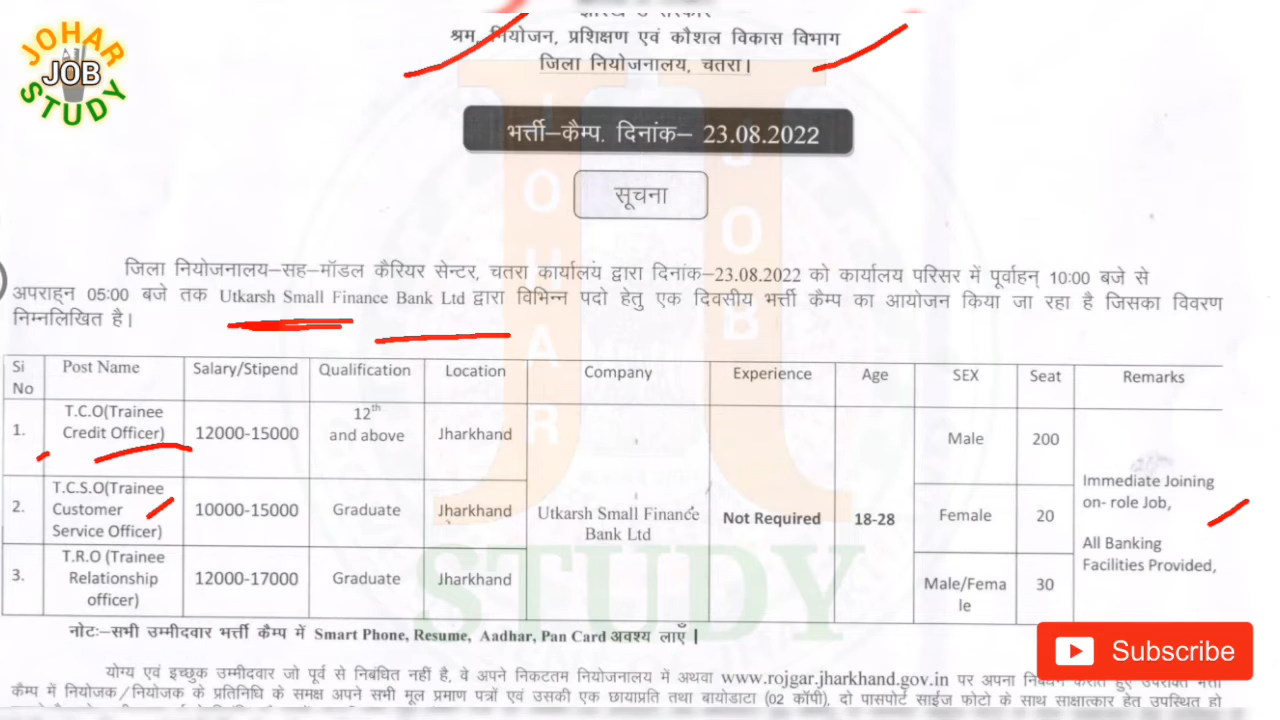 JOHAR
JOB
STUDY
श्रम, नियोजन, प्रशिक्षण एवं कौशल विकास विभाग
जिला नियोजनालय, चतरा।
भर्त्ती–कैम्प. दिनांक– 23.08.2022
सूचना
जिला नियोजनालय–सह–मॉडल कैरियर सेन्टर, चतरा कार्यालय द्वारा दिनांक–23.08.2022 को कार्यालय परिसर में पूर्वाहन् 10:00 बजे से
अपराह्न 05:00 बजे तक Utkarsh Small Finance Bank Ltd द्वारा विभिन्न पदो हेतु एक दिवसीय भर्त्ती कैम्प का आयोजन किया जा रहा है जिसका विवरण
निम्नलिखित है।
Si No Post Name Salary/Stipend Qualification Location Company Experience Age SEX Seat Remarks
1. T.C.O(Trainee Credit Officer) 12000-15000 12th and above Jharkhand Male 200
2. T.C.S.O(Trainee Customer Service Officer) 10000-15000 Graduate Jharkhand Utkarsh Small Finance Bank Ltd Not Required 18-28 Female 20 Immediate Joining on- role Job, All Banking Facilities Provided,
3. T.R.O (Trainee Relationship officer) 12000-17000 Graduate Jharkhand Male/Female 30
नोटः–सभी उम्मीदवार भर्त्ती कैम्प में Smart Phone, Resume, Aadhar, Pan Card अवश्य लाएँ |
Subscribe
योग्य एवं इच्छुक उम्मीदवार जो पूर्व से निबंधित नहीं है, वे अपने निकटतम नियोजनालय में अथवा www.rojgar.jharkhand.gov.in पर अपना
कैम्प में नियोजक/नियोजक के प्रतिनिधि के समक्ष अपने सभी मूल प्रमाण पत्रों एवं उसकी एक छायाप्रति तथा बायोडाटा (02 कॉपी), दो पासपोर्ट साईज फोटो के साथ साक्षात्कार हेतु उपस्थित हो
JOHAR
JOB
STUDY